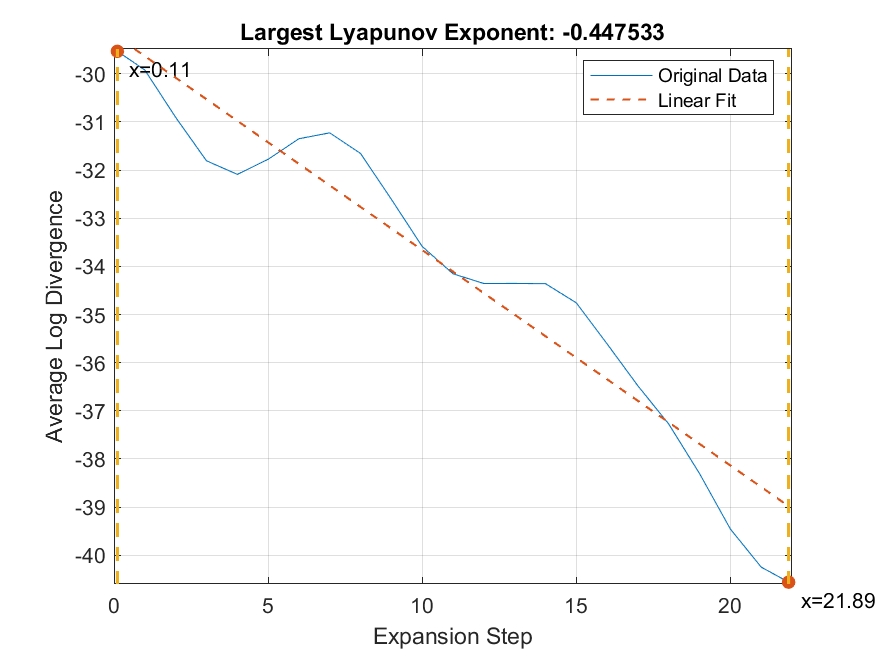 Largest Lyapunov Exponent: -0.447533
Original Data
Linear Fit
x=0.11
-30
-31
-32
-33
-34
-35
-36
-37
-38
-39
-40
Average Log Divergence
0
5
10
15
20
x=21.89
Expansion Step